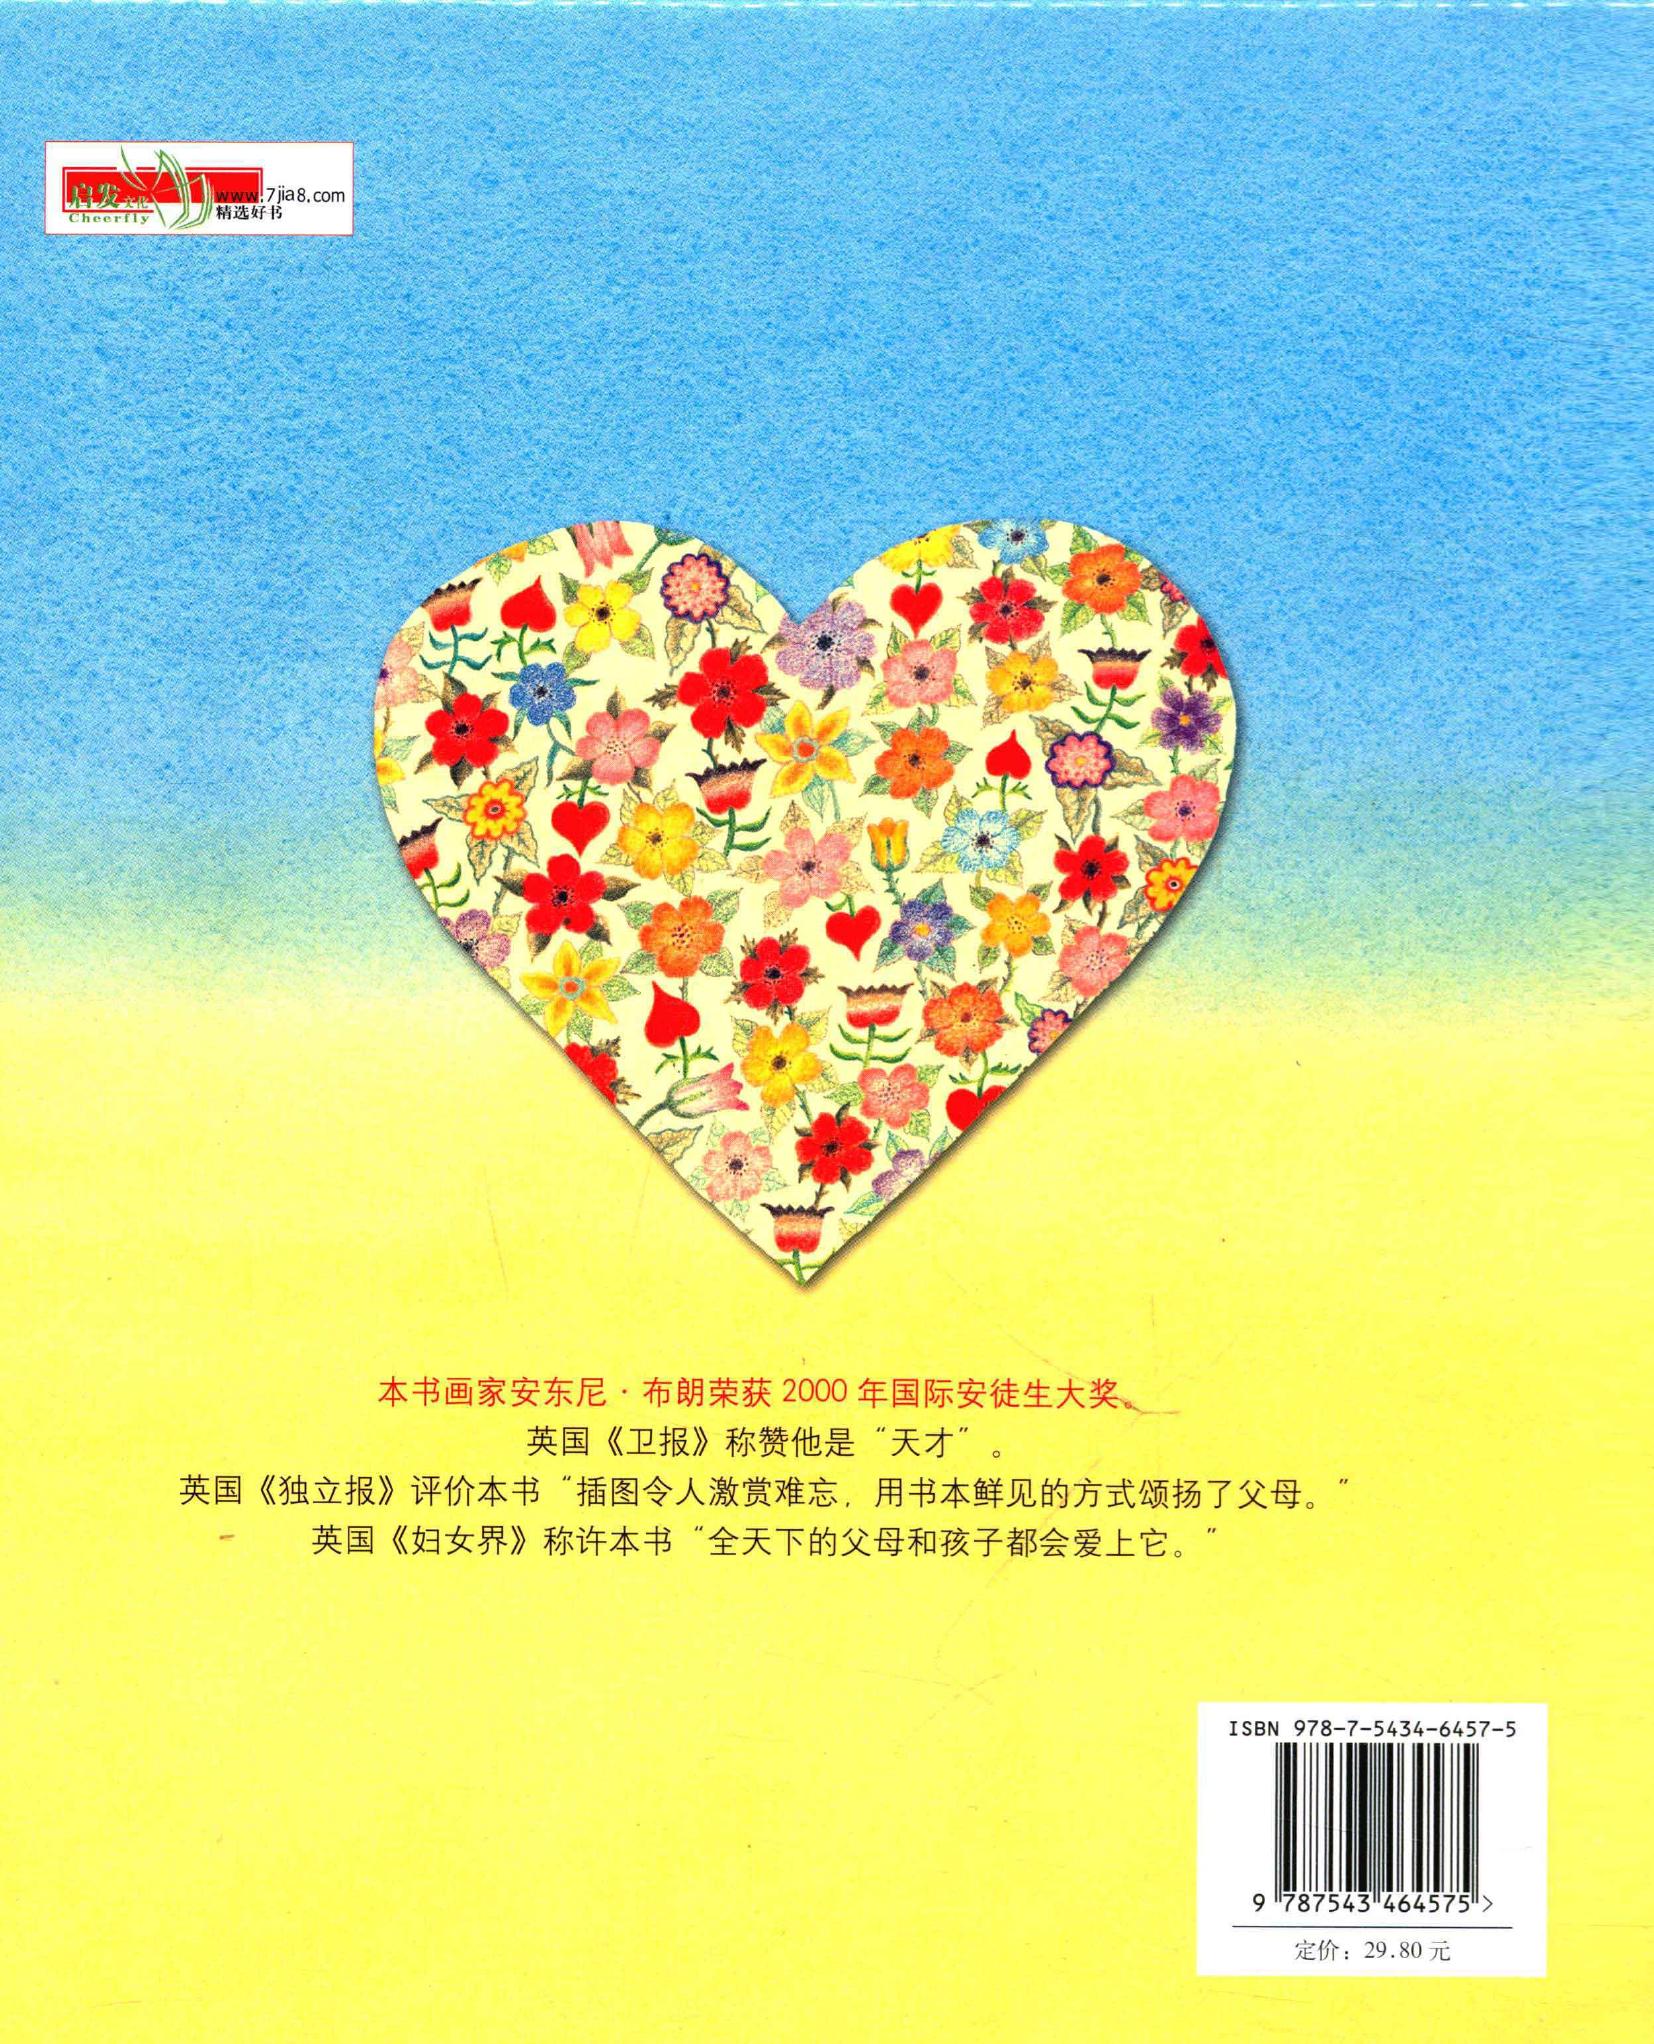 启发文化
Cheerfly
www.7jia8.com
精选好书
本书画家安东尼·布朗荣获 2000 年国际安徒生大奖。
英国《卫报》称赞他是“天才”。
英国《独立报》评价本书“插图令人激赏难忘，用书本鲜见的方式颂扬了父母。”
英国《妇女界》称许本书“全天下的父母和孩子都会爱上它。”
ISBN 978-7-5434-6457-5
9 787543 464575 >
定价：29.80 元